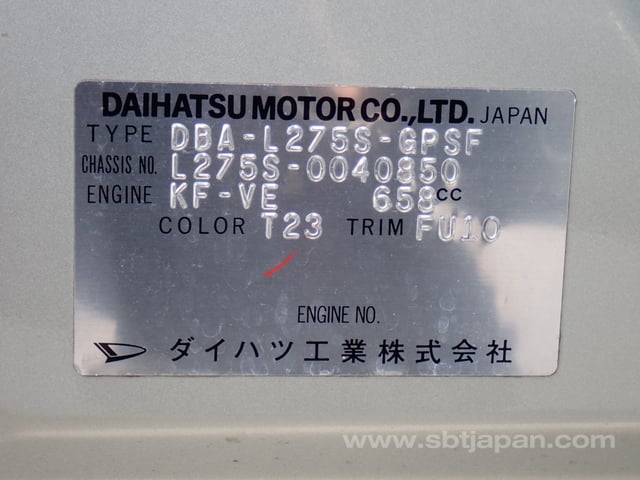 DAIHATSU MOTOR CO.,LTD. JAPAN
TYPE DBA-L275S-GPSF
CHASSIS NO. L275S-0040850
ENGINE KF-VE 658cc
COLOR T23 TRIM FU10
ENGINE NO.
ダイハツ工業株式会社
www.sbtjapan.com